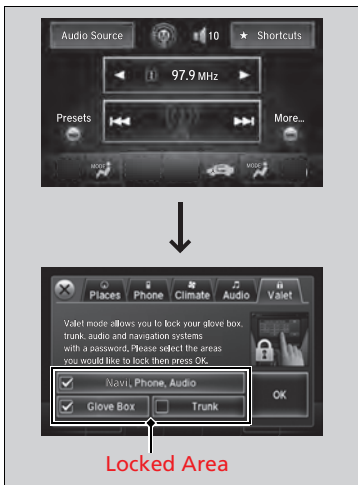 Audio Source
10
★ Shortcuts
1
97.9 MHz
Presets
More...
MODE
MODE
Places
Phone
Climate
Audio
Valet
Valet mode allows you to lock your glove box,
trunk, audio and navigation systems
with a password. Please select the areas
you would like to lock then press OK.
Navi, Phone, Audio
OK
Glove Box
Trunk
Locked Area